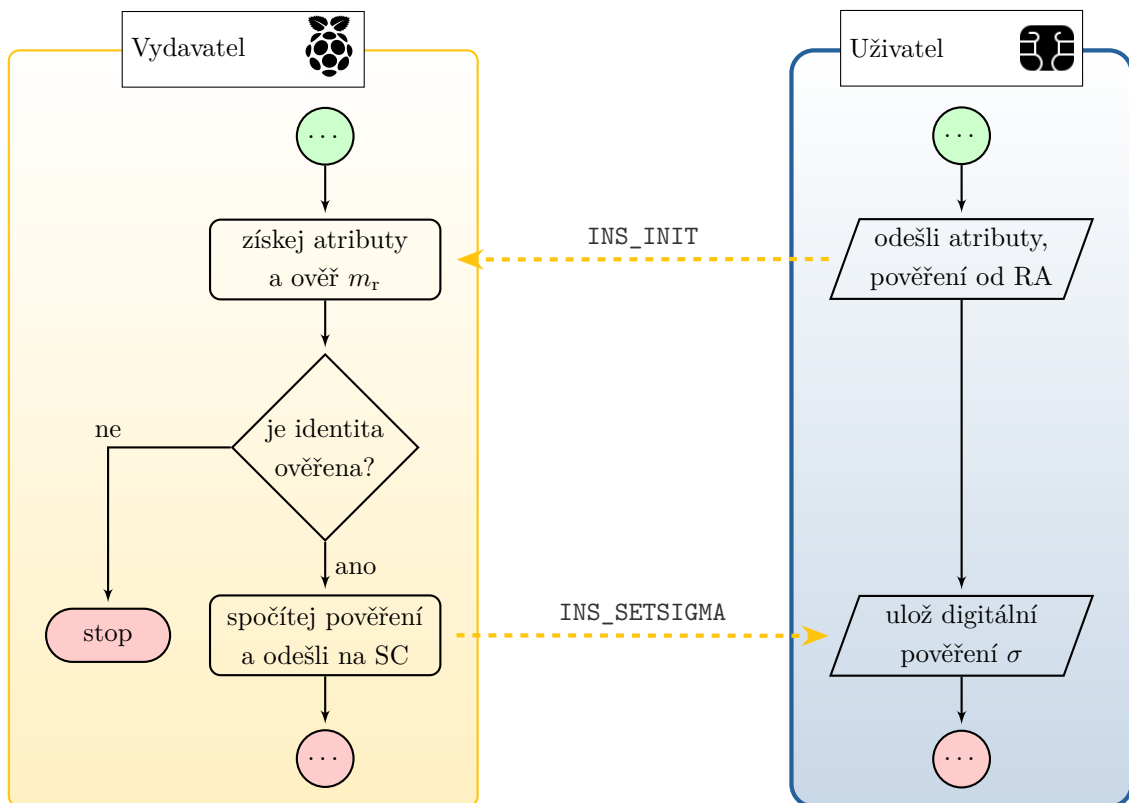 Vydavatel
Uživatel
...
...
získej atributy
a ověř mr
INS_INIT
odešli atributy,
pověření od RA
je identita
ověřena?
ne
ano
stop
spočítej pověření
a odešli na SC
INS_SETSIGMA
ulož digitální
pověření σ
...
...